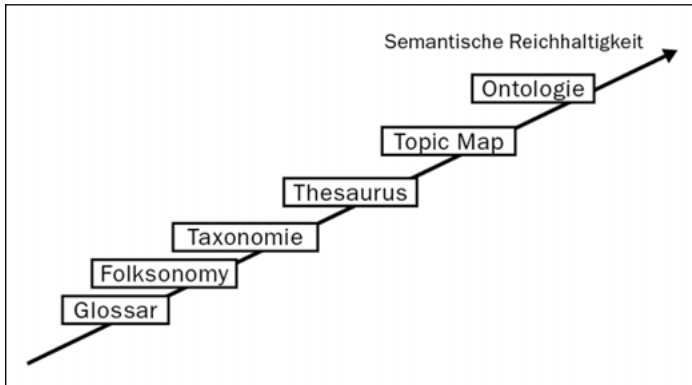 Semantische Reichhaltigkeit
Ontologie
Topic Map
Thesaurus
Taxonomie
Folksonomy
Glossar